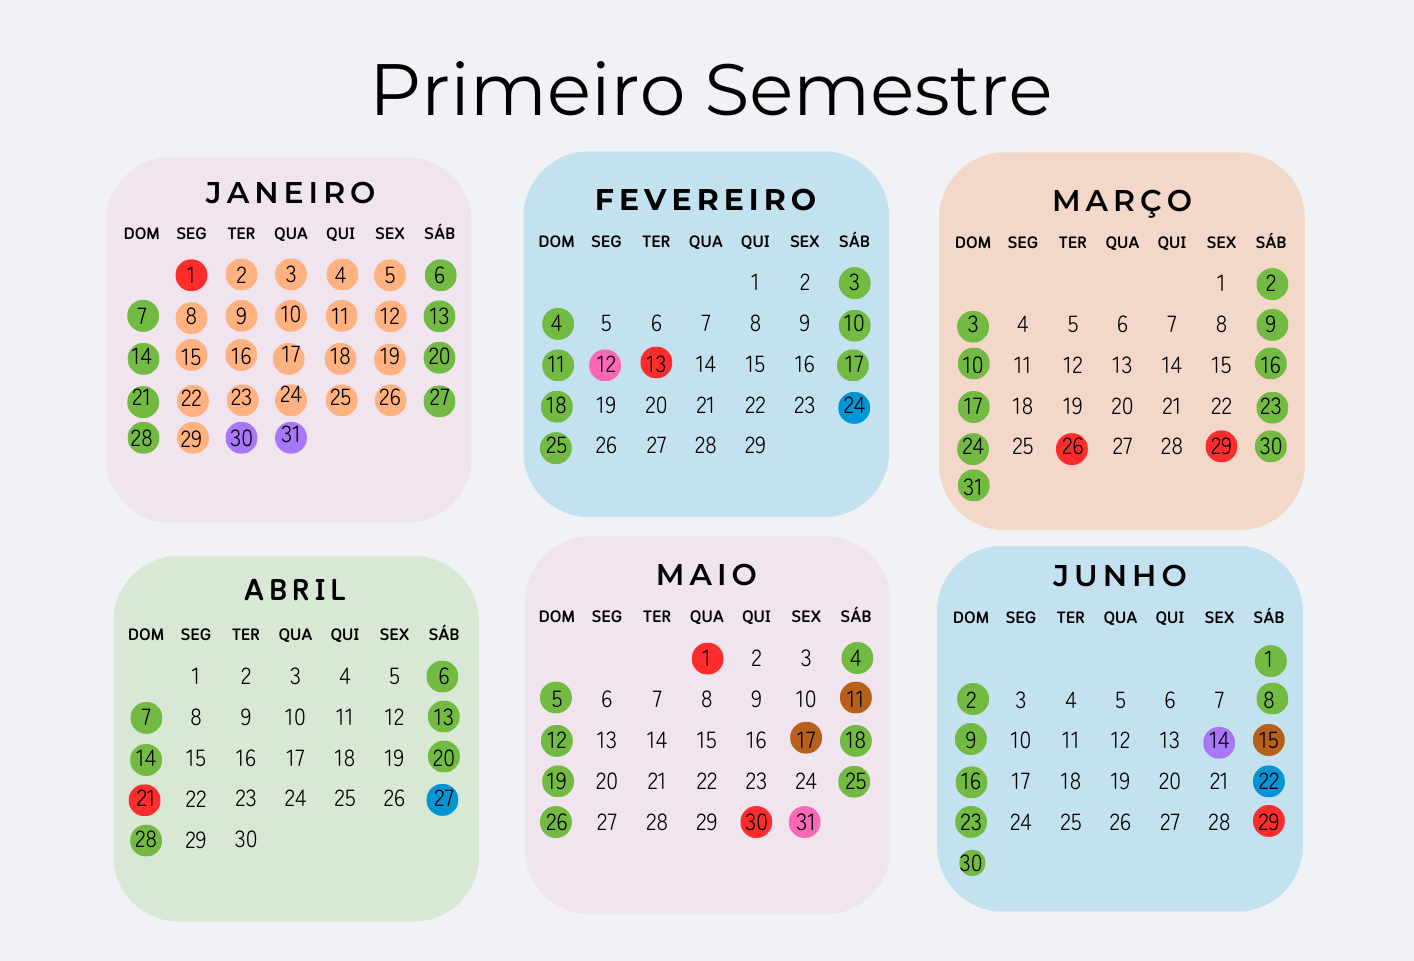 Primeiro Semestre
JANEIRO
DOM SEG TER QUA QUI SEX SÁB
1 2 3 4 5 6
7 8 9 10 11 12 13
14 15 16 17 18 19 20
21 22 23 24 25 26 27
28 29 30 31
FEVEREIRO
DOM SEG TER QUA QUI SEX SÁB
1 2 3
4 5 6 7 8 9 10
11 12 13 14 15 16 17
18 19 20 21 22 23 24
25 26 27 28 29
MARÇO
DOM SEG TER QUA QUI SEX SÁB
1 2
3 4 5 6 7 8 9
10 11 12 13 14 15 16
17 18 19 20 21 22 23
24 25 26 27 28 29 30
31
ABRIL
DOM SEG TER QUA QUI SEX SÁB
1 2 3 4 5 6
7 8 9 10 11 12 13
14 15 16 17 18 19 20
21 22 23 24 25 26 27
28 29 30
MAIO
DOM SEG TER QUA QUI SEX SÁB
1 2 3 4
5 6 7 8 9 10 11
12 13 14 15 16 17 18
19 20 21 22 23 24 25
26 27 28 29 30 31
JUNHO
DOM SEG TER QUA QUI SEX SÁB
1
2 3 4 5 6 7 8
9 10 11 12 13 14 15
16 17 18 19 20 21 22
23 24 25 26 27 28 29
30